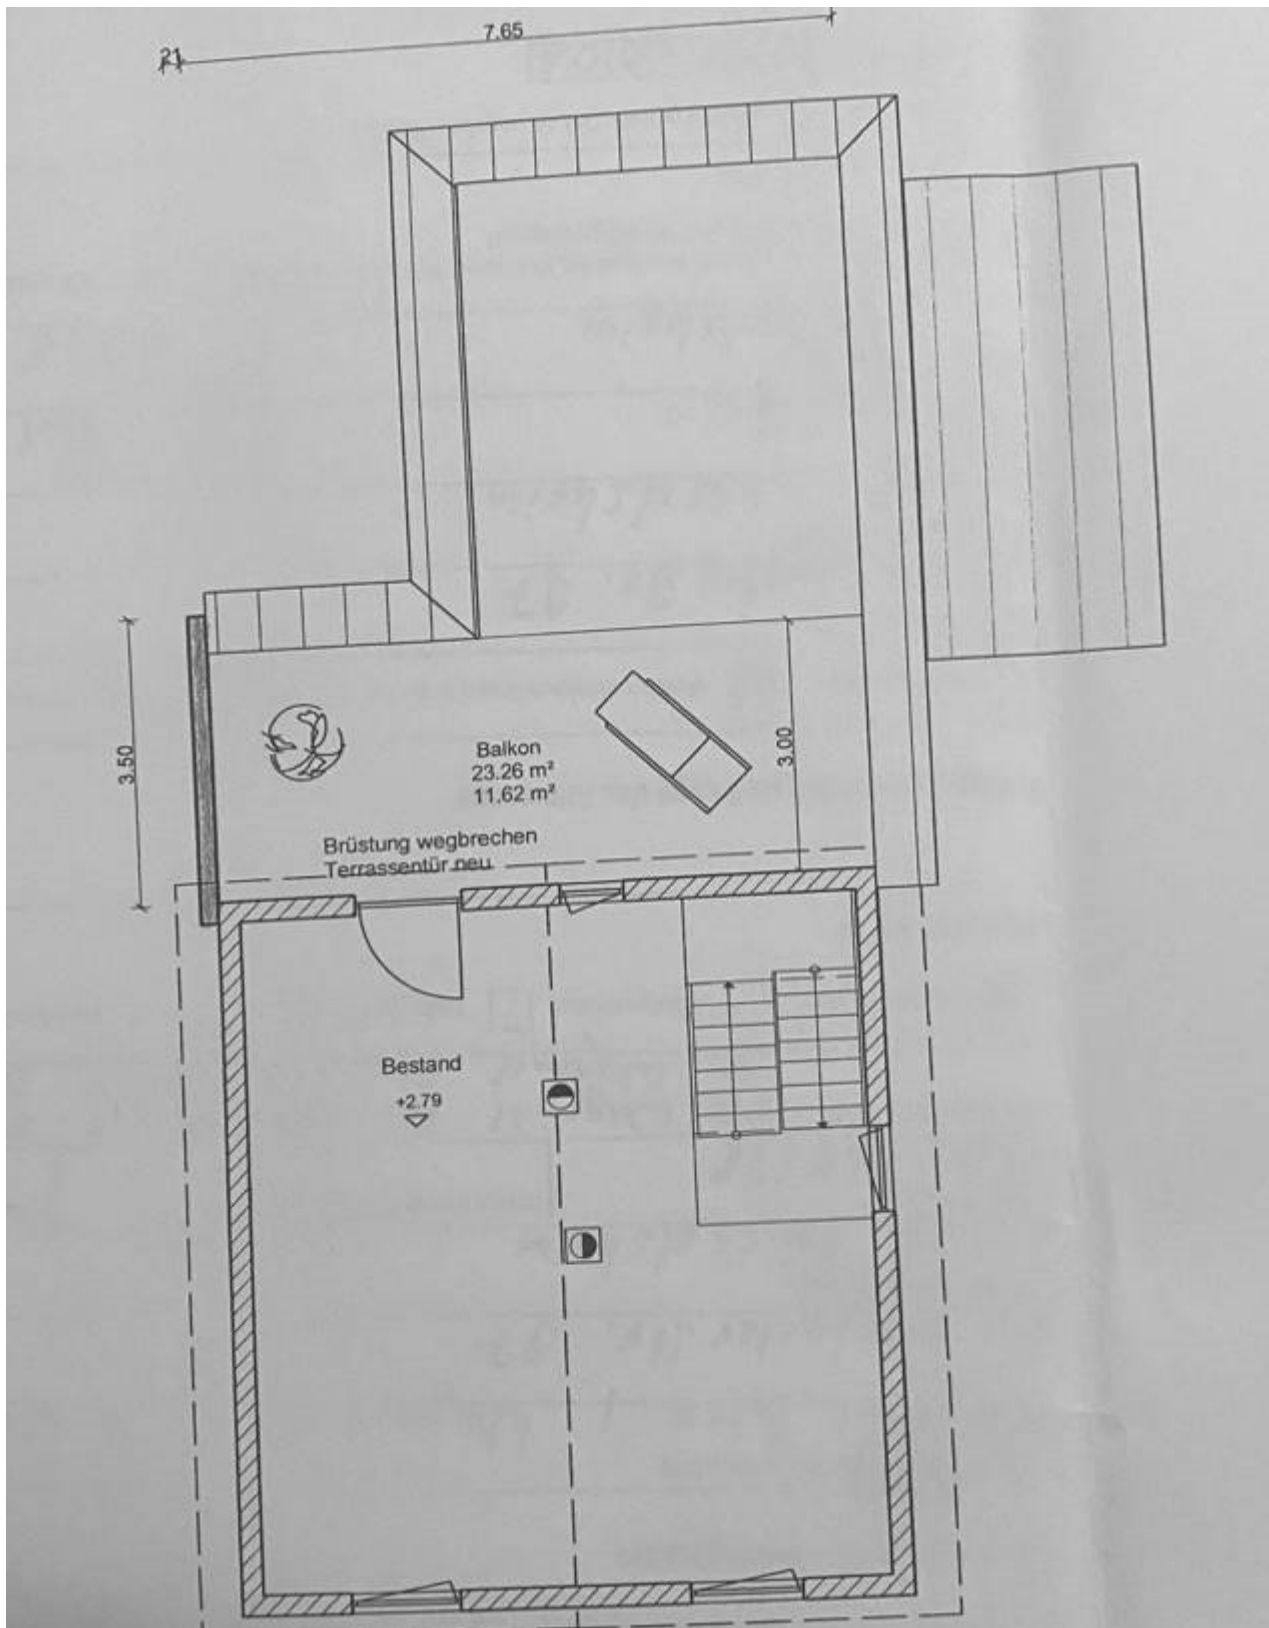 7.65
21
3.50
Balkon
23.26 m²
11.62 m²
3.00
Brüstung wegbrechen
Terrassentür neu
Bestand
+2.79